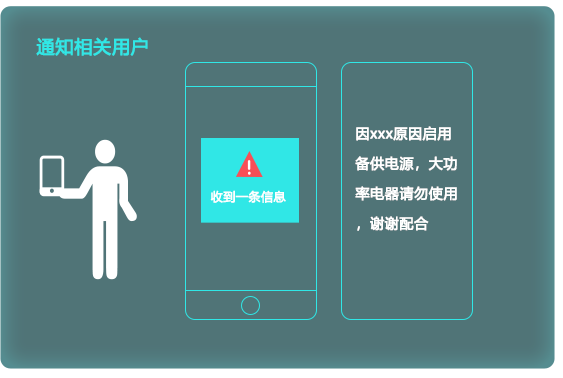 通知相关用户
收到一条信息
因xxx原因启用
备供电源，大功
率电器请勿使用
，谢谢配合